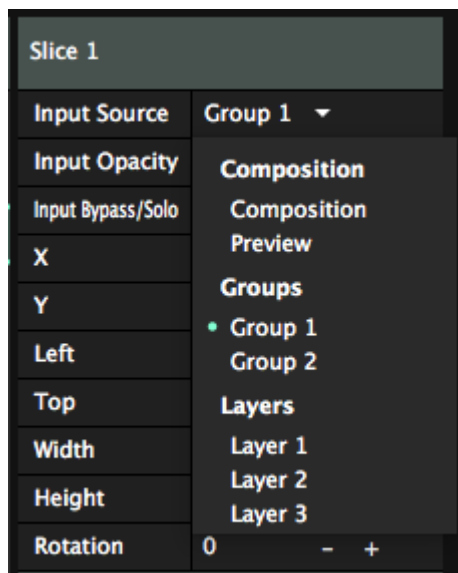 Slice 1
Input Source Group 1
Input Opacity
Composition
Input Bypass/Solo
Composition
Preview
X
Groups
Y
Group 1
Left
Group 2
Top
Layers
Width
Layer 1
Layer 2
Height
Layer 3
Rotation 0 - +